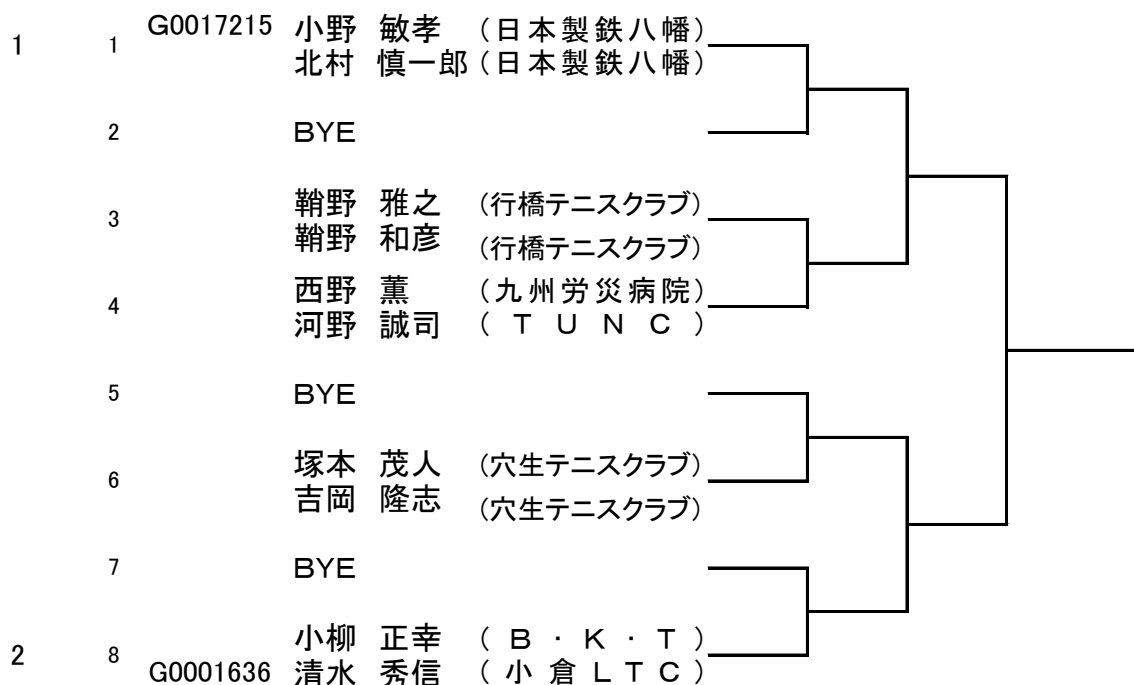 G0017215 小野 敏孝 (日本製鉄八幡)
1 1
北村 慎一郎 (日本製鉄八幡)
2 BYE
鞘野 雅之 (行橋テニスクラブ)
3
鞘野 和彦 (行橋テニスクラブ)
西野 薫 (九州労災病院)
4
河野 誠司 (TUNC)
5 BYE
塚本 茂人 (穴生テニスクラブ)
6
吉岡 隆志 (穴生テニスクラブ)
7 BYE
小柳 正幸 (B・K・T)
2 8
G0001636 清水 秀信 (小倉LTC)